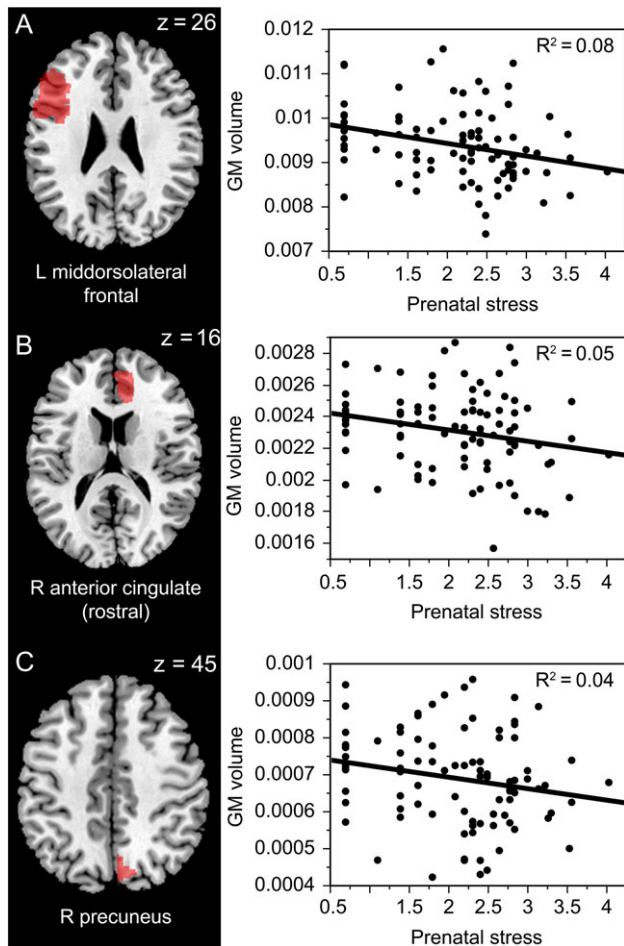 A
z = 26
L middorsolateral
frontal
GM volume
0.012
0.011
0.01
0.009
0.008
0.007
R² = 0.08
0.5 1 1.5 2 2.5 3 3.5 4
Prenatal stress
B
z = 16
R anterior cingulate
(rostral)
GM volume
0.0028
0.0026
0.0024
0.0022
0.002
0.0018
0.0016
R² = 0.05
0.5 1 1.5 2 2.5 3 3.5 4
Prenatal stress
C
z = 45
R precuneus
GM volume
0.001
0.0009
0.0008
0.0007
0.0006
0.0005
0.0004
R² = 0.04
0.5 1 1.5 2 2.5 3 3.5 4
Prenatal stress